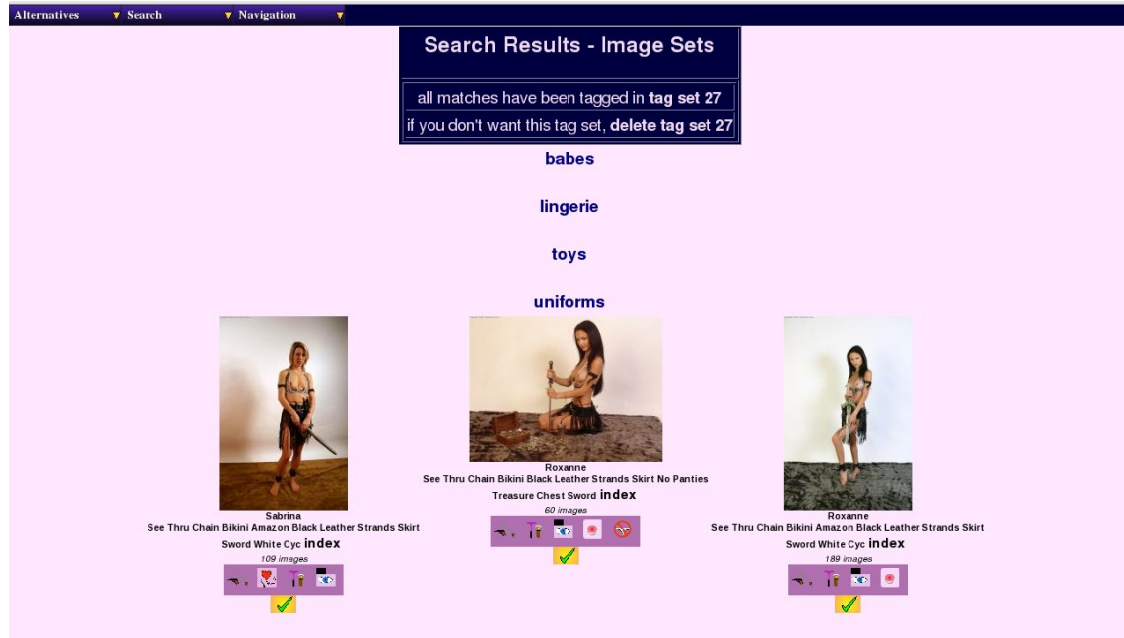 Alternatives
Search
Navigation
Search Results - Image Sets
all matches have been tagged in tag set 27
if you don't want this tag set, delete tag set 27
babes
lingerie
toys
uniforms
Sabrina
See Thru Chain Bikini Amazon Black Leather Strands Skirt
Sword White Cyc index
109 images
Roxanne
See Thru Chain Bikini Black Leather Strands Skirt No Panties
Treasure Chest Sword index
60 images
Roxanne
See Thru Chain Bikini Amazon Black Leather Strands Skirt
Sword White Cyc index
189 images